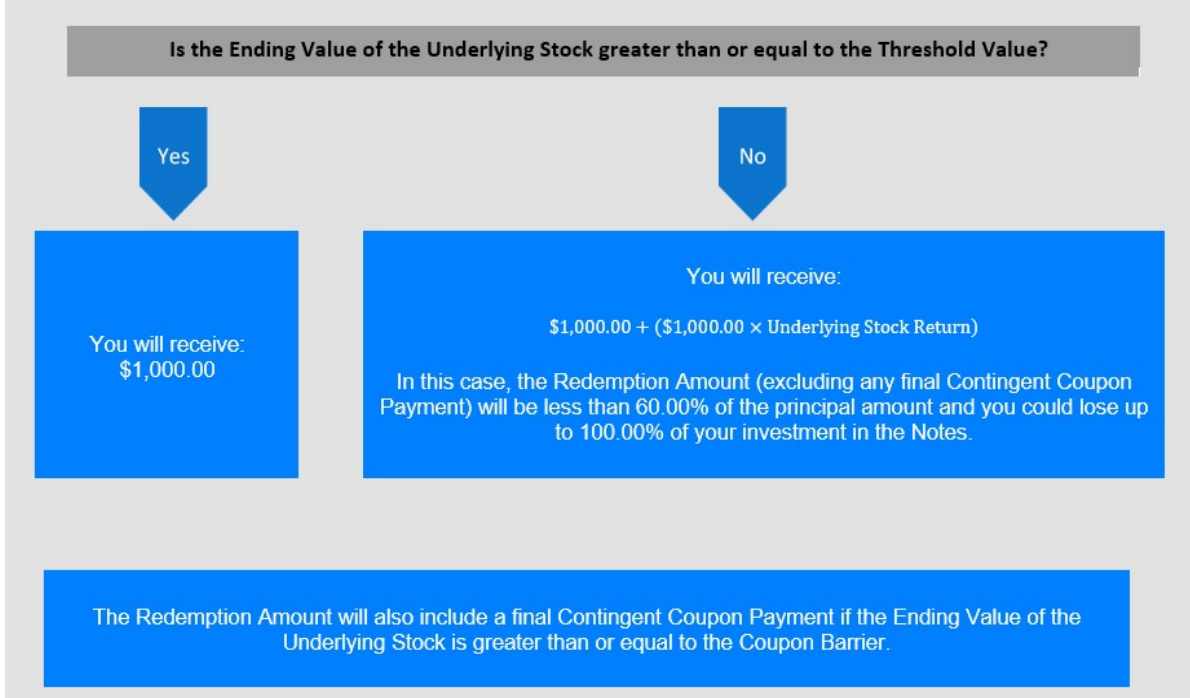 Is the Ending Value of the Underlying Stock greater than or equal to the Threshold Value?
Yes
No
You will receive:
$1,000.00
You will receive:
$1,000.00 + ($1,000.00 × Underlying Stock Return)
In this case, the Redemption Amount (excluding any final Contingent Coupon
Payment) will be less than 60.00% of the principal amount and you could lose up
to 100.00% of your investment in the Notes.
The Redemption Amount will also include a final Contingent Coupon Payment if the Ending Value of the
Underlying Stock is greater than or equal to the Coupon Barrier.